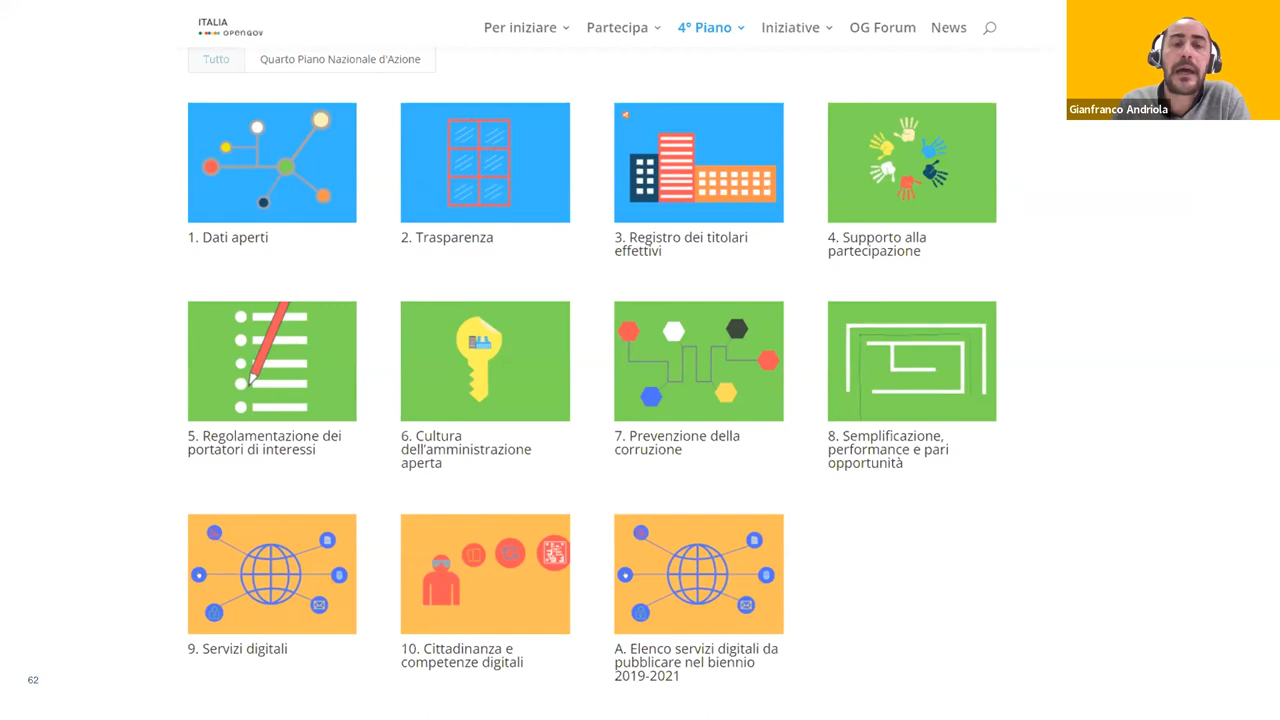 ITALIA
OPENGOV
Per iniziare
Partecipa
4° Piano
Iniziative
OG Forum
News
Tutto
Quarto Piano Nazionale d'Azione
Gianfranco Andriola
1. Dati aperti
2. Trasparenza
3. Registro dei titolari
effettivi
4. Supporto alla
partecipazione
5. Regolamentazione dei
portatori di interessi
6. Cultura
dell'amministrazione
aperta
7. Prevenzione della
corruzione
8. Semplificazione,
performance e pari
opportunità
9. Servizi digitali
10. Cittadinanza e
competenze digitali
A. Elenco servizi digitali da
pubblicare nel biennio
2019-2021
62